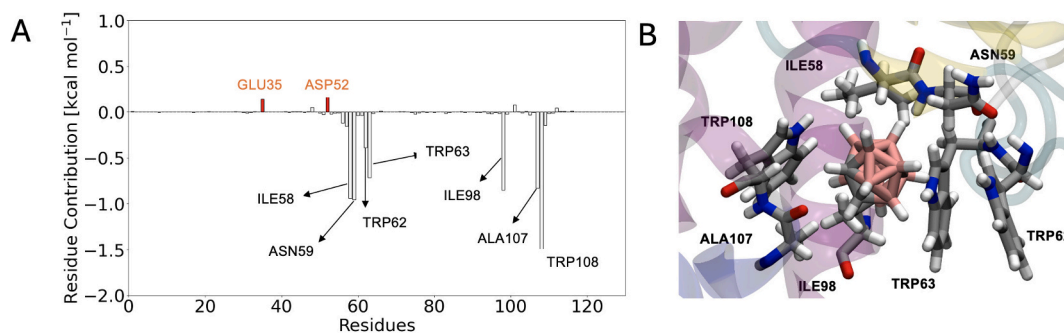 A
B
Residue Contribution [kcal mol⁻¹]
1.0
0.5
0.0
−0.5
−1.0
−1.5
−2.0
GLU35
ASP52
TRP63
ILE58
TRP62
ASN59
ILE98
ALA107
TRP108
0
20
40
60
80
100
120
Residues
ILE58
ASN59
TRP108
ALA107
ILE98
TRP63